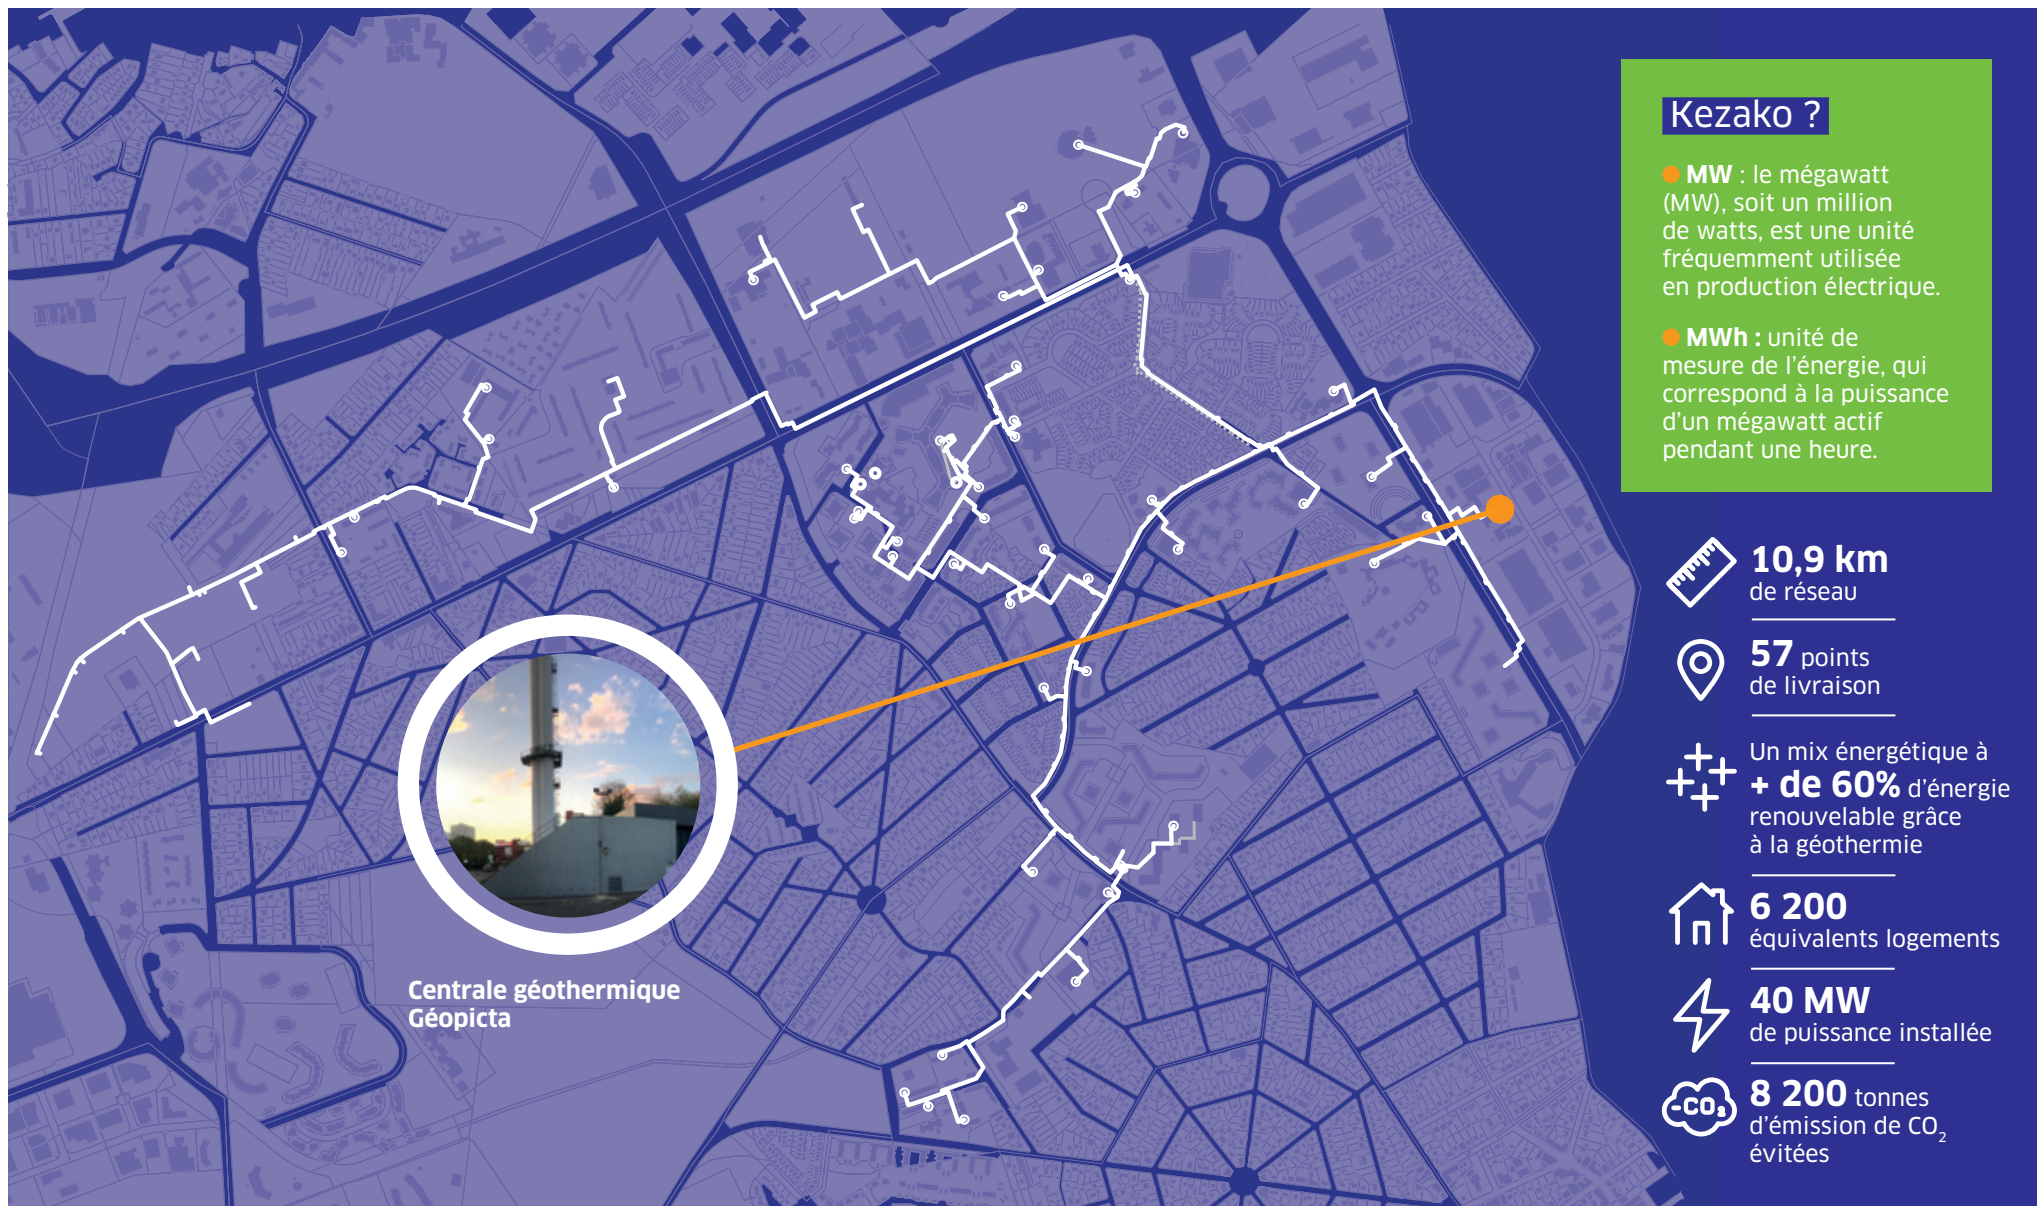 Kezako ?
MW : le mégawatt
(MW), soit un million
de watts, est une unité
fréquemment utilisée
en production électrique.
MWh : unité de
mesure de l'énergie, qui
correspond à la puissance
d'un mégawatt actif
pendant une heure.
10,9 km
de réseau
57 points
de livraison
Un mix énergétique à
+ de 60% d'énergie
renouvelable grâce
à la géothermie
6 200
équivalents logements
40 MW
de puissance installée
-CO₂
8 200 tonnes
d'émission de CO₂
évitées
Centrale géothermique
Géopicta